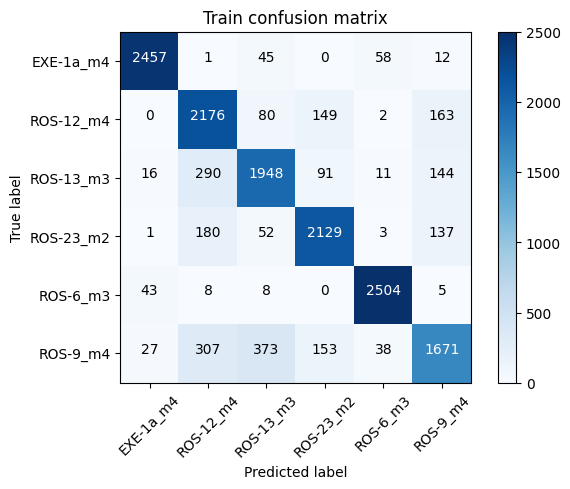 Train confusion matrix
EXE-1a_m4 2457 1 45 0 58 12
ROS-12_m4 0 2176 80 149 2 163
ROS-13_m3 16 290 1948 91 11 144
ROS-23_m2 1 180 52 2129 3 137
ROS-6_m3 43 8 8 0 2504 5
ROS-9_m4 27 307 373 153 38 1671
True label
EXE-1a_m4 ROS-12_m4 ROS-13_m3 ROS-23_m2 ROS-6_m3 ROS-9_m4
Predicted label
2500
2000
1500
1000
500
0